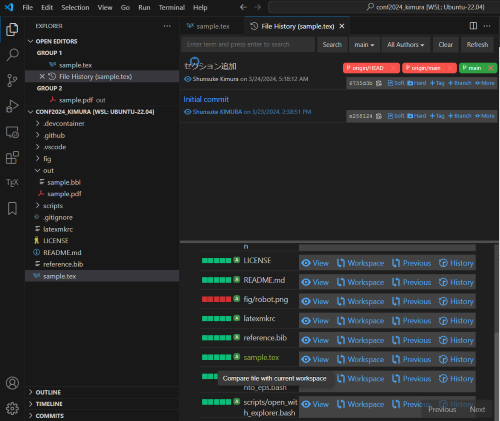 File Edit Selection View Go Run Terminal Help
conf2024_kimura [WSL: Ubuntu-22.04]
EXPLORER
OPEN EDITORS
GROUP 1
sample.tex
File History (sample.tex)
GROUP 2
sample.pdf out
CONF2024_KIMURA [WSL: UBUNTU-22.04]
.devcontainer
.github
.vscode
fig
out
sample.bbl
sample.pdf
scripts
.gitignore
latexmkrc
LICENSE
README.md
reference.bib
sample.tex
OUTLINE
TIMELINE
COMMITS
TEX
sample.tex
File History (sample.tex)
Enter term and press enter to search
Search
main
All Authors
Clear
Refresh
セクション追加
origin/HEAD
origin/main
main
Shunsuke Kimura on 3/24/2024, 5:18:12 AM
6735d3b
Soft Hard +Tag +Branch More
Initial commit
Shunsuke KIMURA on 3/23/2024, 2:58:51 PM
e258124
Soft Hard +Tag +Branch More
n
LICENSE View Workspace Previous History
README.md View Workspace Previous History
fig/robot.png View Workspace Previous History
latexmkrc View Workspace Previous History
reference.bib View Workspace Previous History
sample.tex View Workspace Previous History
Compare file with current workspace
View Workspace Previous History
nto_eps.bash
scripts/open_wit View Workspace Previous History
h_explorer.bash
Previous Next